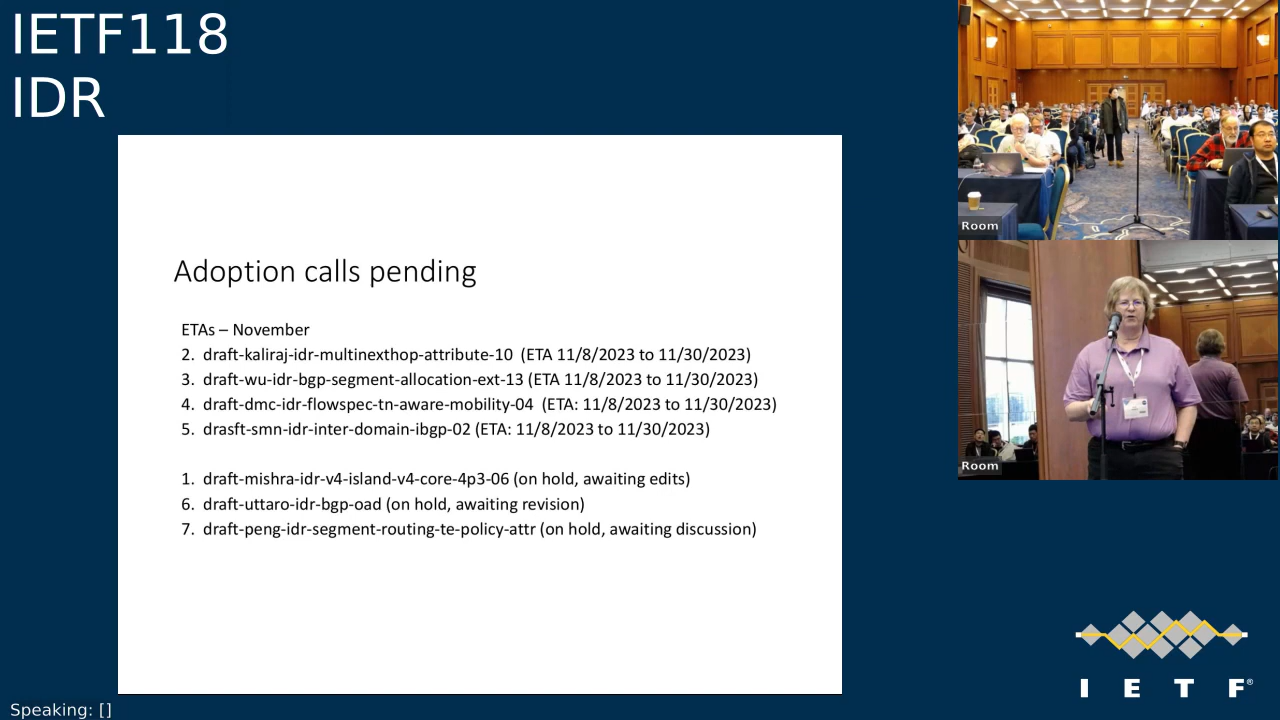 IETF118
IDR
Adoption calls pending
ETAs – November
2. draft-kaliraj-idr-multinexthop-attribute-10 (ETA 11/8/2023 to 11/30/2023)
3. draft-wu-idr-bgp-segment-allocation-ext-13 (ETA 11/8/2023 to 11/30/2023)
4. draft-dmc-idr-flowspec-tn-aware-mobility-04 (ETA: 11/8/2023 to 11/30/2023)
5. drasft-smn-idr-inter-domain-ibgp-02 (ETA: 11/8/2023 to 11/30/2023)
1. draft-mishra-idr-v4-island-v4-core-4p3-06 (on hold, awaiting edits)
6. draft-uttaro-idr-bgp-oad (on hold, awaiting revision)
7. draft-peng-idr-segment-routing-te-policy-attr (on hold, awaiting discussion)
Room
Room
I E T F®
Speaking: []